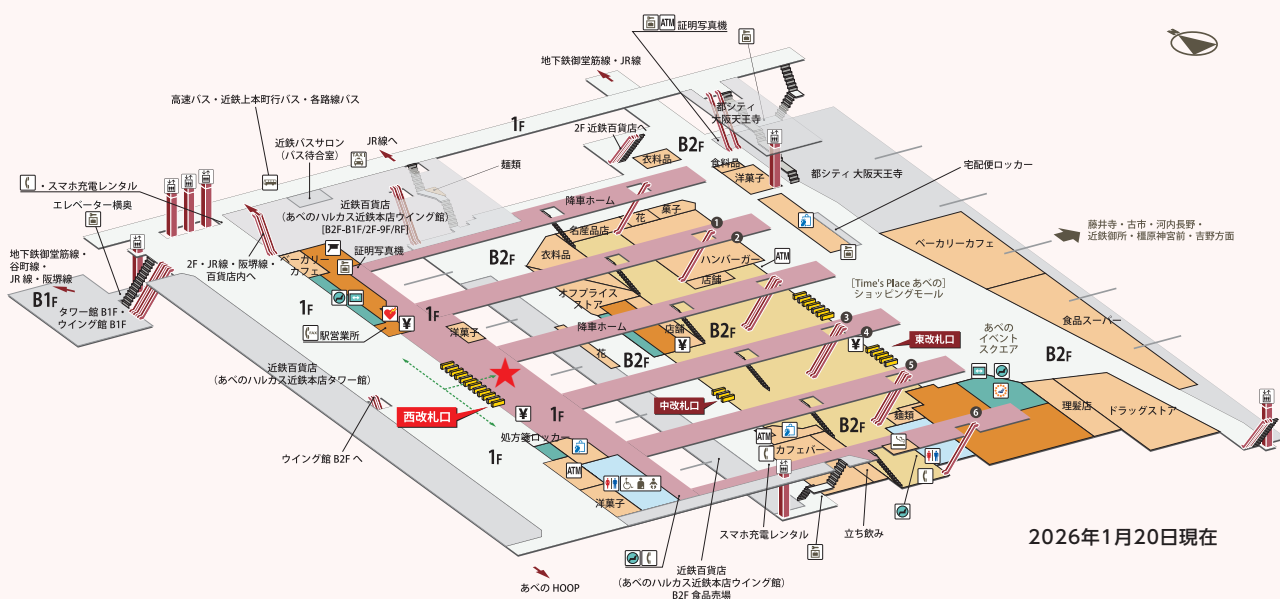 ATM 証明写真機
地下鉄御堂筋線・JR線
高速バス・近鉄上本町行バス・各路線バス
1F
都シティ
大阪天王寺
2F 近鉄百貨店へ
近鉄バスサロン
(バス待合室)
TAXI
JR線へ
麺類
B2F
衣料品
食料品
洋菓子
都シティ 大阪天王寺
宅配便ロッカー
・スマホ充電レンタル
エレベーター横奥
近鉄百貨店
(あべのハルカス近鉄本店ウイング館)
[B2F-B1F/2F-9F/RF]
降車ホーム
菓子
花
名産品店
1
2
藤井寺・古市・河内長野・
近鉄御所・橿原神宮前・吉野方面
ベーカリーカフェ
地下鉄御堂筋線・
谷町線・
JR線・阪堺線
2F・JR線・阪堺線・
百貨店内へ
ベーカリー
カフェ
証明写真機
B2F
衣料品
ハンバーガー
ATM
店舗
[Time's Place あべの]
ショッピングモール
B1F
タワー館 B1F・
ウイング館 B1F
1F
1F
オフプライス
ストア
降車ホーム
店舗
B2F
3
4
東改札口
食品スーパー
あべの
イベント
スクエア
駅営業所
洋菓子
花
B2F
B2F
5
近鉄百貨店
(あべのハルカス近鉄本店タワー館)
西改札口
1F
中改札口
6
理髪店
ドラッグストア
麺類
B2F
処方箋ロッカー
ATM
カフェバー
ウイング館 B2F へ
1F
ATM
洋菓子
スマホ充電レンタル
立ち飲み
2026年1月20日現在
あべの HOOP
近鉄百貨店
(あべのハルカス近鉄本店ウイング館)
B2F 食品売場